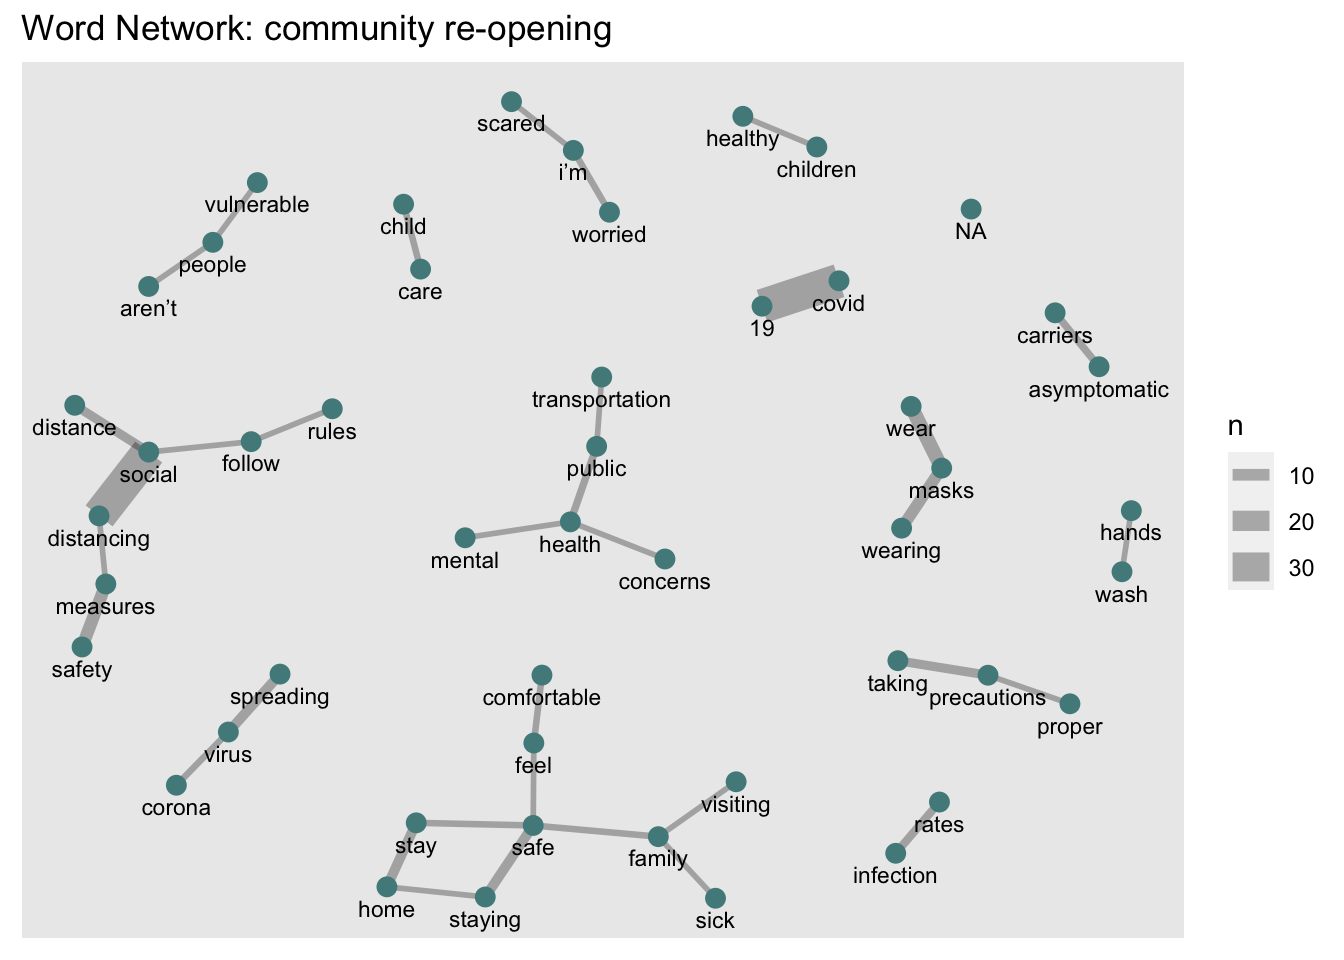 Word Network: community re-opening
scared
healthy
i’m
children
vulnerable
child
worried
NA
people
care
aren’t
covid
19
carriers
asymptomatic
transportation
distance
rules
wear
follow
public
social
masks
distancing
health
hands
mental
wearing
concerns
wash
measures
safety
spreading
comfortable
taking
precautions
proper
virus
feel
corona
visiting
rates
stay
safe
family
infection
home
staying
sick
n
10
20
30